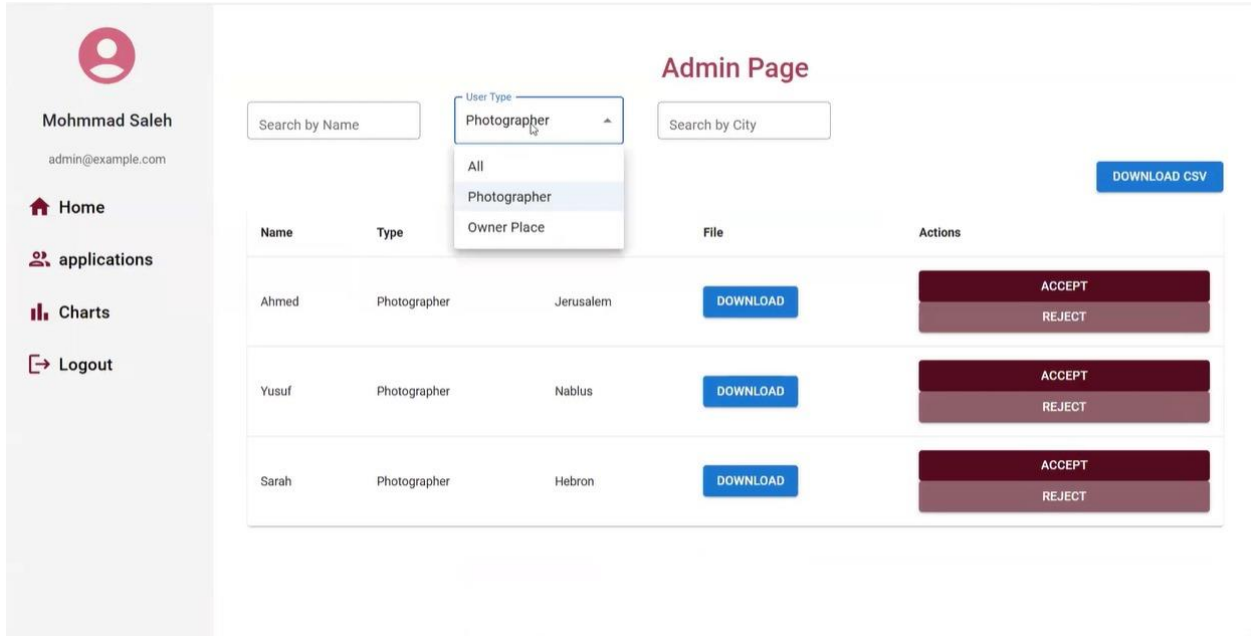 Mohmmad Saleh
admin@example.com
Home
applications
Charts
Logout
Admin Page
Search by Name
User Type
Photographer
Search by City
All
Photographer
Owner Place
DOWNLOAD CSV
Name Type File Actions
Ahmed Photographer Jerusalem DOWNLOAD ACCEPT
REJECT
Yusuf Photographer Nablus DOWNLOAD ACCEPT
REJECT
Sarah Photographer Hebron DOWNLOAD ACCEPT
REJECT